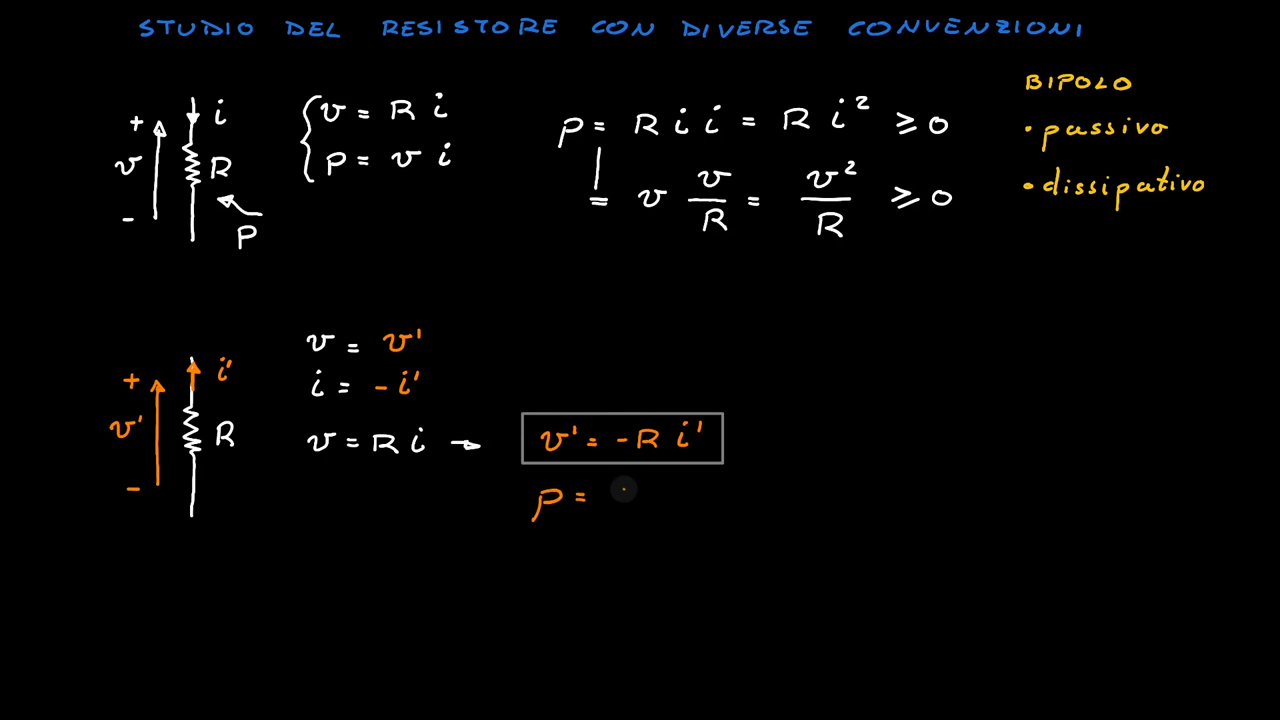 STUDIO DEL RESISTORE CON DIVERSE CONVENZIONI
+ i
v R
-
P
v = R i
p = v i
p = R i i = R i² ≥ 0
= v v/R = v²/R ≥ 0
BIPOLO
• passivo
• dissipativo
+ i'
v' R
-
v = v'
i = - i'
v = R i → v' = - R i'
p =